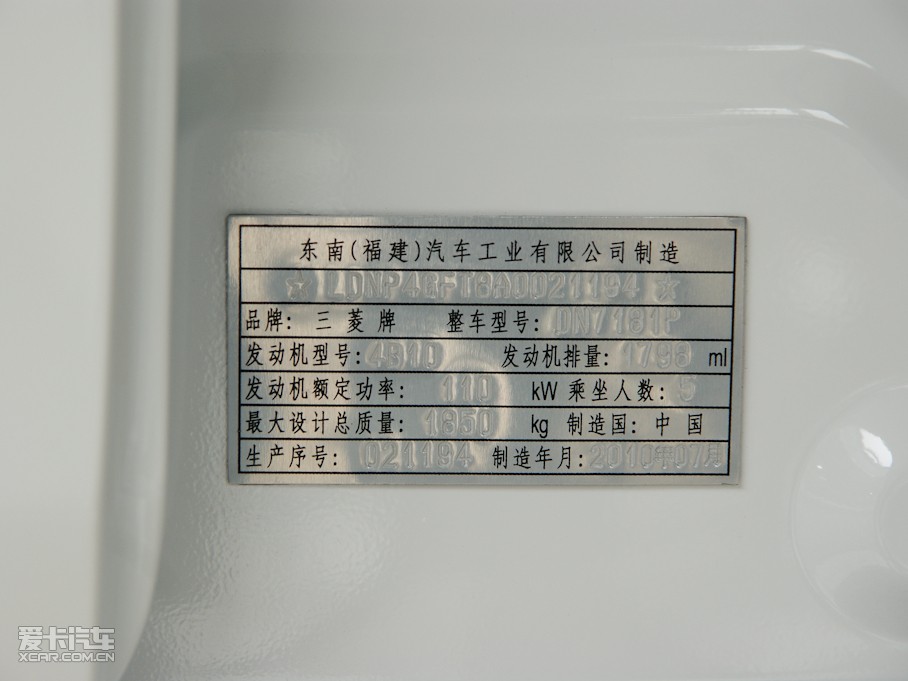 东南(福建)汽车工业有限公司制造
品牌: 三菱牌 整车型号: DN7181P
发动机型号: 发动机排量: 1798 ml
发动机额定功率: 110 kW 乘坐人数: 5
最大设计总质量: 1650 kg 制造国: 中国
生产序号: 021194 制造年月: 2010年07月
爱卡汽车
XCAR.COM.CN